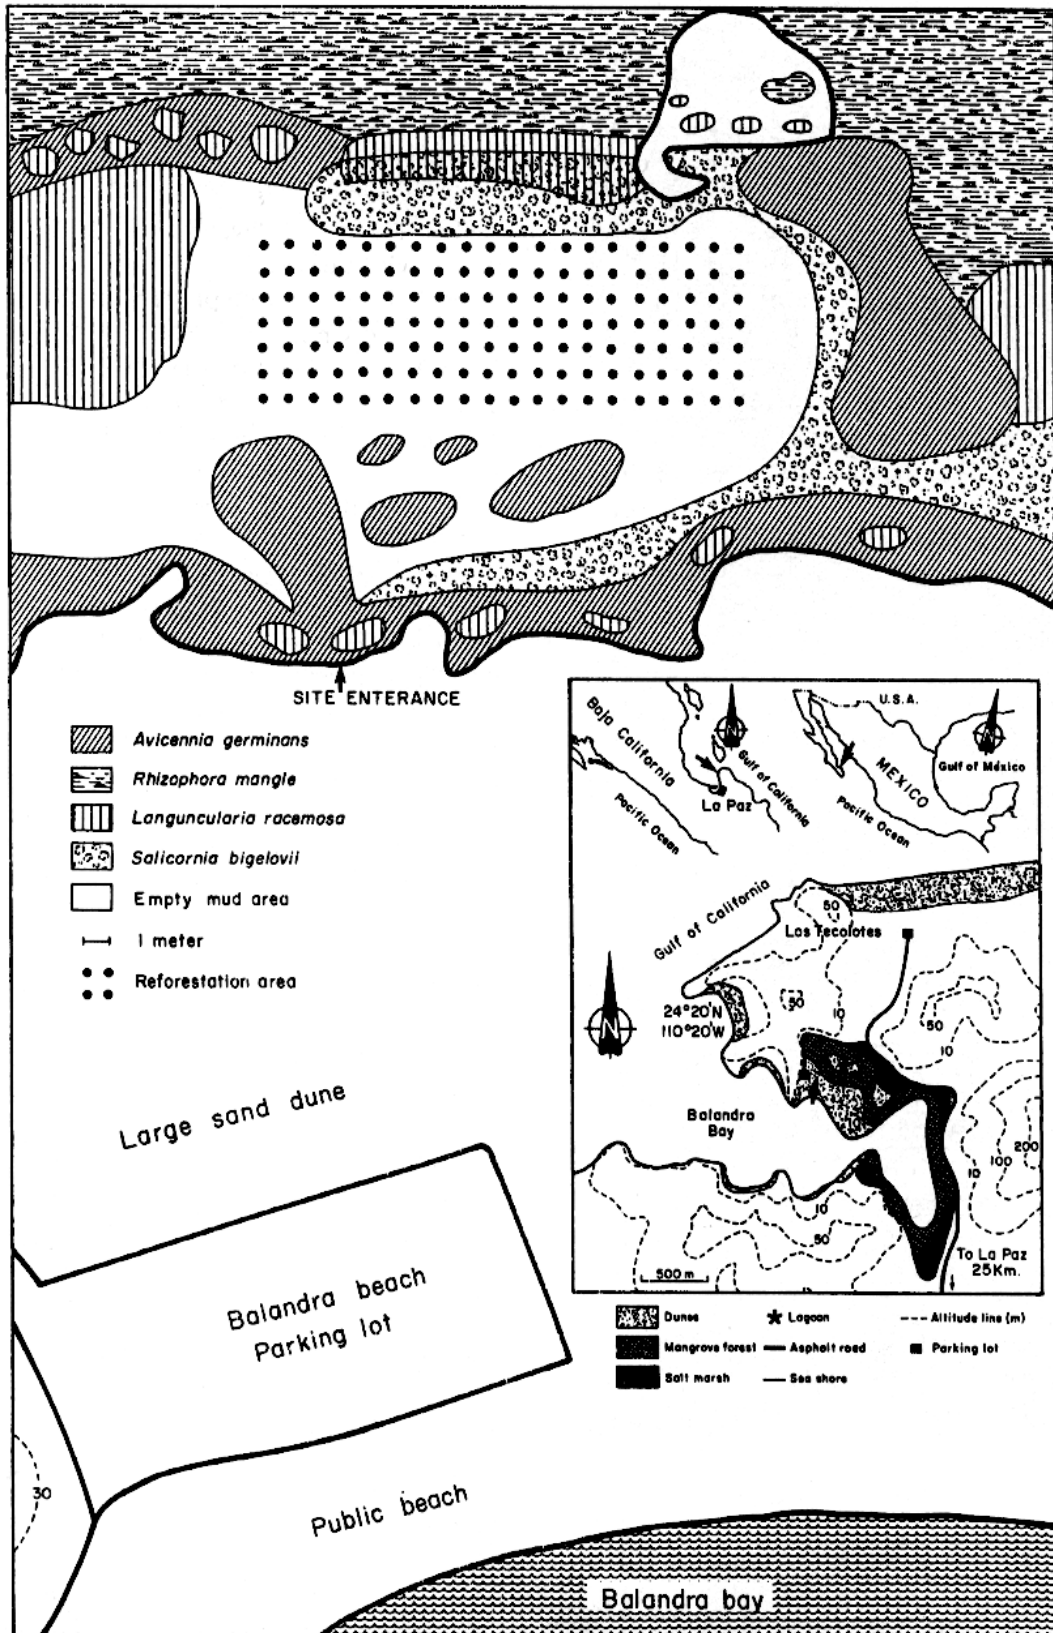 SITE ENTERANCE
Avicennia germinans
Rhizophora mangle
Languncularia racemosa
Salicornia bigelovii
Empty mud area
1 meter
Reforestation area
Large sand dune
Balandra beach
Parking lot
Public beach
30
Balandra bay
Baja California
Pacific Ocean
Gulf of California
La Paz
N
U.S.A.
MEXICO
Gulf of México
Pacific Ocean
N
Gulf of California
50
Los Tecolotes
N
24°20'N
110°20'W
50
10
50
10
Balandra
Bay
10
10
50
10
100
200
500 m
To La Paz
25Km.
Dunes
Lagoon
Altitude line (m)
Mangrove forest
Asphalt road
Parking lot
Salt marsh
Sea shore